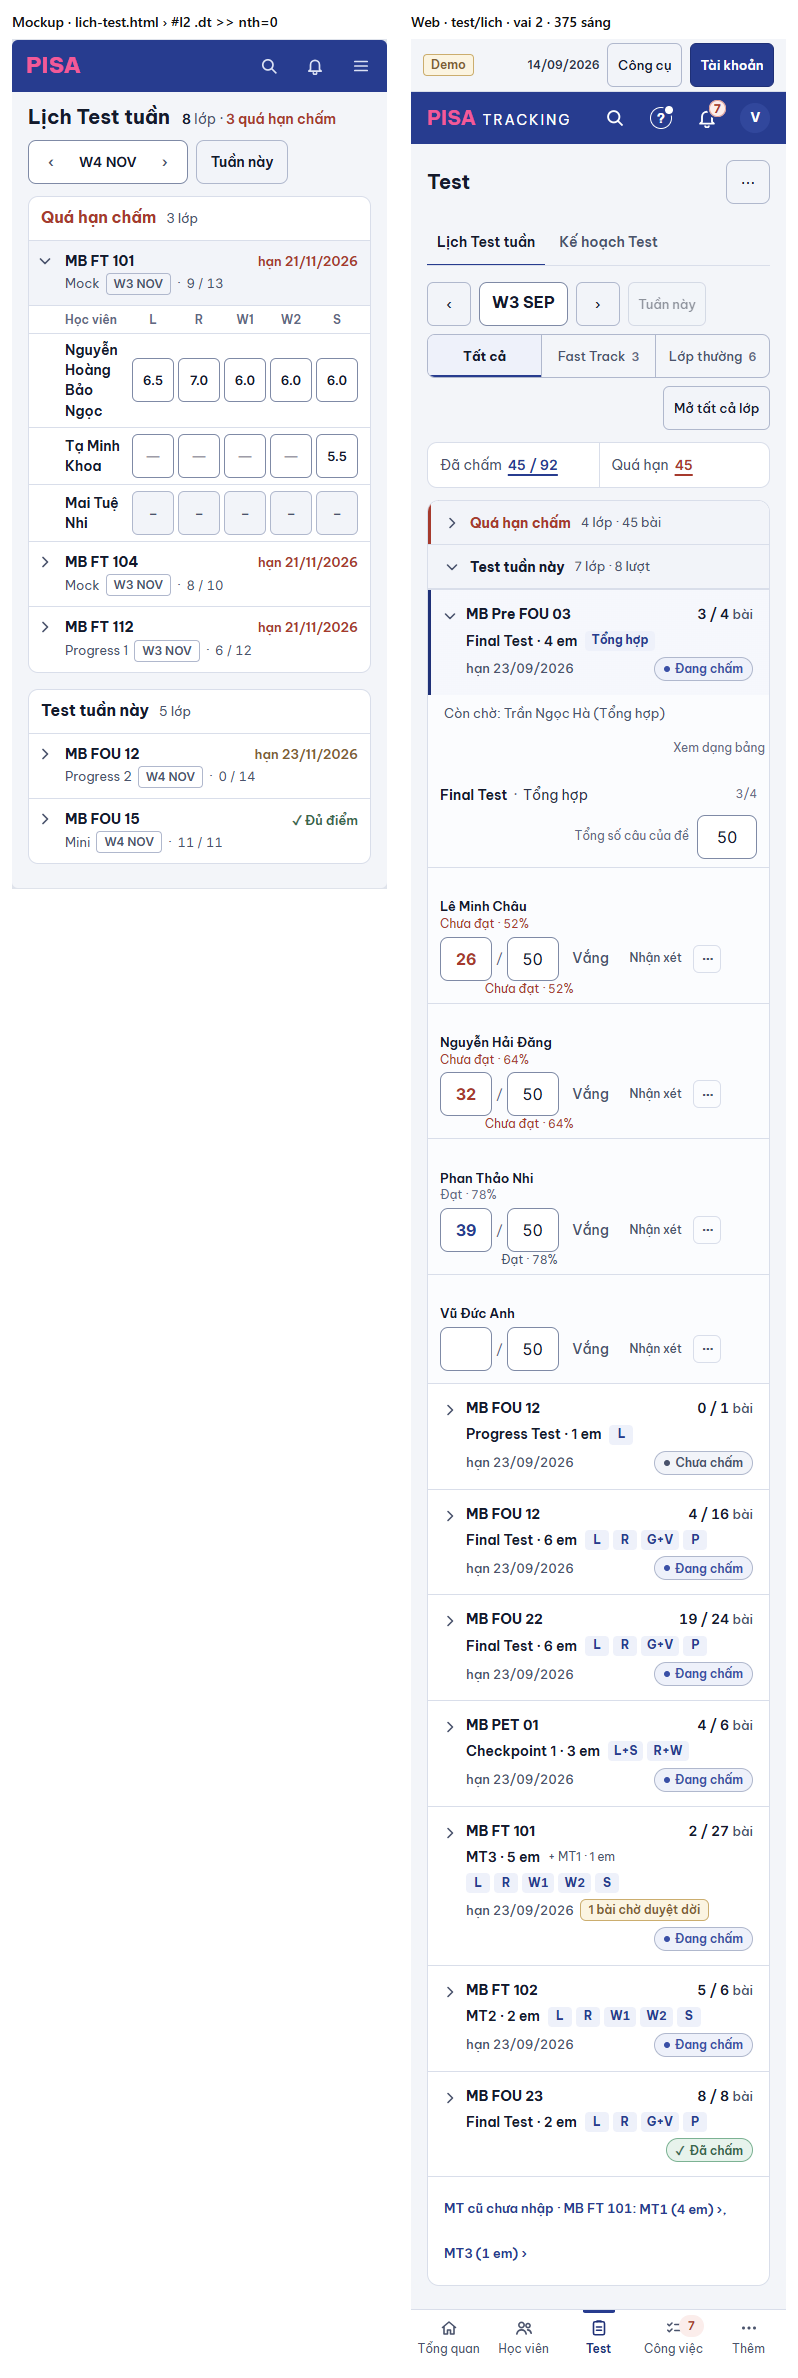 Mockup · lich-test.html › #l2 .dt >> nth=0
PISA
Lịch Test tuần 8 lớp · 3 quá hạn chấm
‹ W4 NOV › Tuần này
Quá hạn chấm 3 lớp
MB FT 101 hạn 21/11/2026
Mock W3 NOV · 9 / 13
Học viên L R W1 W2 S
Nguyễn Hoàng Bảo Ngọc 6.5 7.0 6.0 6.0 6.0
Tạ Minh Khoa — — — — 5.5
Mai Tuệ Nhi – – – – –
MB FT 104 hạn 21/11/2026
Mock W3 NOV · 8 / 10
MB FT 112 hạn 21/11/2026
Progress 1 W3 NOV · 6 / 12
Test tuần này 5 lớp
MB FOU 12 hạn 23/11/2026
Progress 2 W4 NOV · 0 / 14
MB FOU 15 ✓ Đủ điểm
Mini W4 NOV · 11 / 11
Web · test/lich · vai 2 · 375 sáng
Demo 14/09/2026 Công cụ Tài khoản
PISA TRACKING ? 7 V
Test ···
Lịch Test tuần Kế hoạch Test
‹ W3 SEP › Tuần này
Tất cả Fast Track 3 Lớp thường 6
Mở tất cả lớp
Đã chấm 45 / 92 Quá hạn 45
Quá hạn chấm 4 lớp · 45 bài
Test tuần này 7 lớp · 8 lượt
MB Pre FOU 03 3 / 4 bài
Final Test · 4 em Tổng hợp
hạn 23/09/2026 • Đang chấm
Còn chờ: Trần Ngọc Hà (Tổng hợp)
Xem dạng bảng
Final Test · Tổng hợp 3/4
Tổng số câu của đề 50
Lê Minh Châu
Chưa đạt · 52%
26 / 50 Vắng Nhận xét ···
Chưa đạt · 52%
Nguyễn Hải Đăng
Chưa đạt · 64%
32 / 50 Vắng Nhận xét ···
Chưa đạt · 64%
Phan Thảo Nhi
Đạt · 78%
39 / 50 Vắng Nhận xét ···
Đạt · 78%
Vũ Đức Anh
/ 50 Vắng Nhận xét ···
MB FOU 12 0 / 1 bài
Progress Test · 1 em L
hạn 23/09/2026 • Chưa chấm
MB FOU 12 4 / 16 bài
Final Test · 6 em L R G+V P
hạn 23/09/2026 • Đang chấm
MB FOU 22 19 / 24 bài
Final Test · 6 em L R G+V P
hạn 23/09/2026 • Đang chấm
MB PET 01 4 / 6 bài
Checkpoint 1 · 3 em L+S R+W
hạn 23/09/2026 • Đang chấm
MB FT 101 2 / 27 bài
MT3 · 5 em + MT1 · 1 em
L R W1 W2 S
hạn 23/09/2026 1 bài chờ duyệt dời
• Đang chấm
MB FT 102 5 / 6 bài
MT2 · 2 em L R W1 W2 S
hạn 23/09/2026 • Đang chấm
MB FOU 23 8 / 8 bài
Final Test · 2 em L R G+V P
✓ Đã chấm
MT cũ chưa nhập · MB FT 101: MT1 (4 em) ›,
MT3 (1 em) ›
7
Tổng quan Học viên Test Công việc Thêm